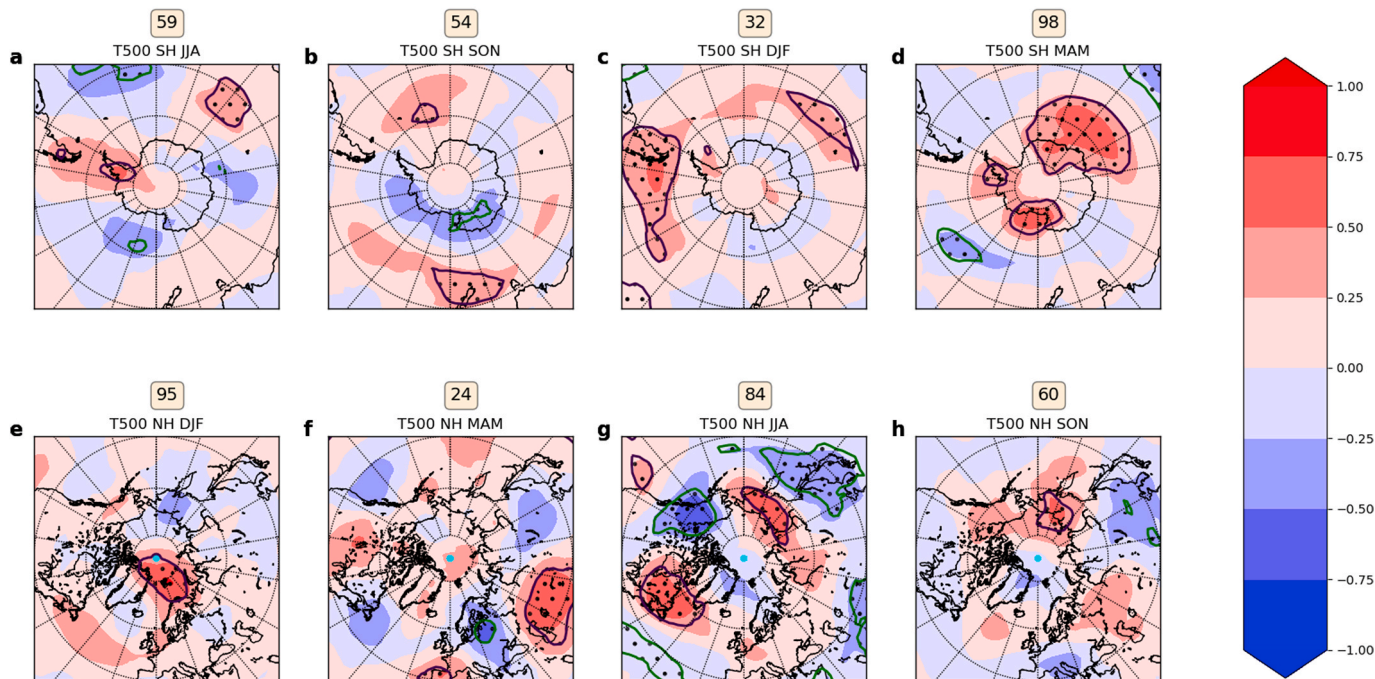 59 54 32 98
a T500 SH JJA b T500 SH SON c T500 SH DJF d T500 SH MAM
95 24 84 60
e T500 NH DJF f T500 NH MAM g T500 NH JJA h T500 NH SON
1.00
0.75
0.50
0.25
0.00
−0.25
−0.50
−0.75
−1.00